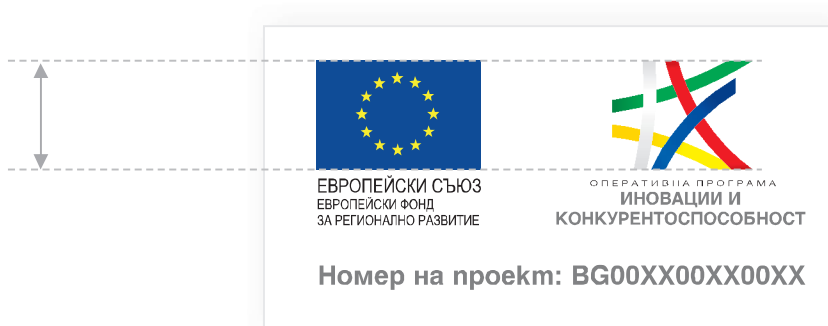 ЕВРОПЕЙСКИ СЪЮЗ
ЕВРОПЕЙСКИ ФОНД
ЗА РЕГИОНАЛНО РАЗВИТИЕ
ОПЕРАТИВНА ПРОГРАМА
ИНОВАЦИИ И
КОНКУРЕНТОСПОСОБНОСТ
Номер на проект: BG00XX00XX00XX